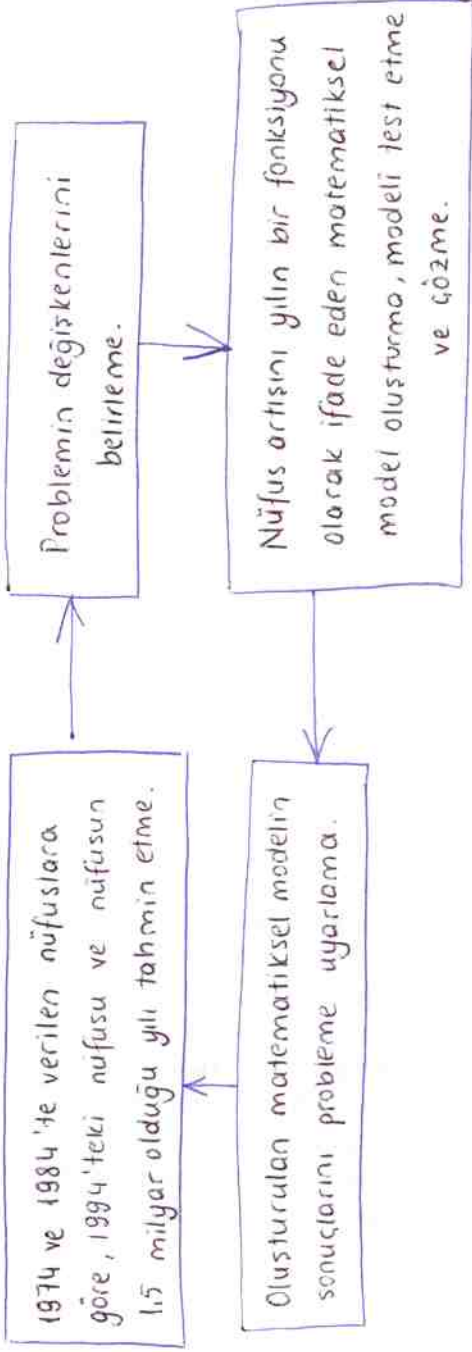 1974 ve 1984'te verilen nüfuslara
göre, 1994'teki nüfusu ve nüfusun
1.5 milyar olduğu yılı tahmin etme.
Problemin değişkenlerini
belirleme.
Nüfus artışını yılın bir fonksiyonu
olarak ifade eden matematiksel
model oluşturma, modeli test etme
ve çözme.
Oluşturulan matematiksel modelin
sonuçlarını probleme uyarlama.